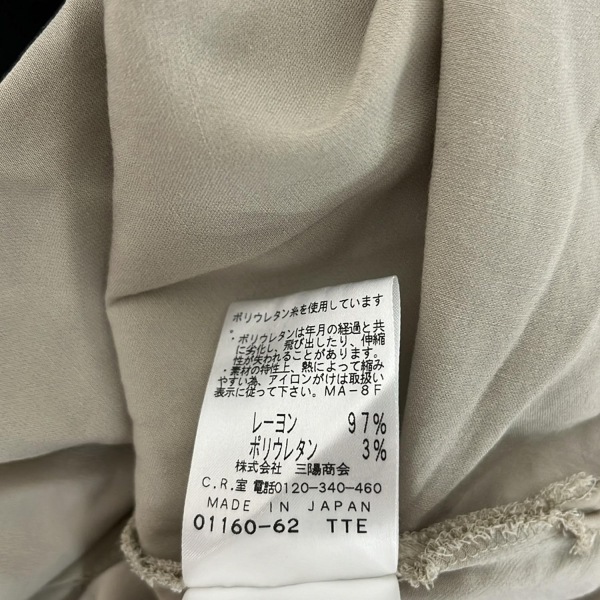 ポリウレタン糸を使用しています
・ポリウレタンは年月の経過と共
に劣化し、飛び出したり、伸縮
性が失われることがあります。
・素材の特性上、熱によって縮み
やすい為、アイロンがけは取扱い
表示に従って下さい。MA-8F
レーヨン 97%
ポリウレタン 3%
株式会社 三陽商会
C.R.室 電話0120-340-460
MADE IN JAPAN
01160-62 TTE